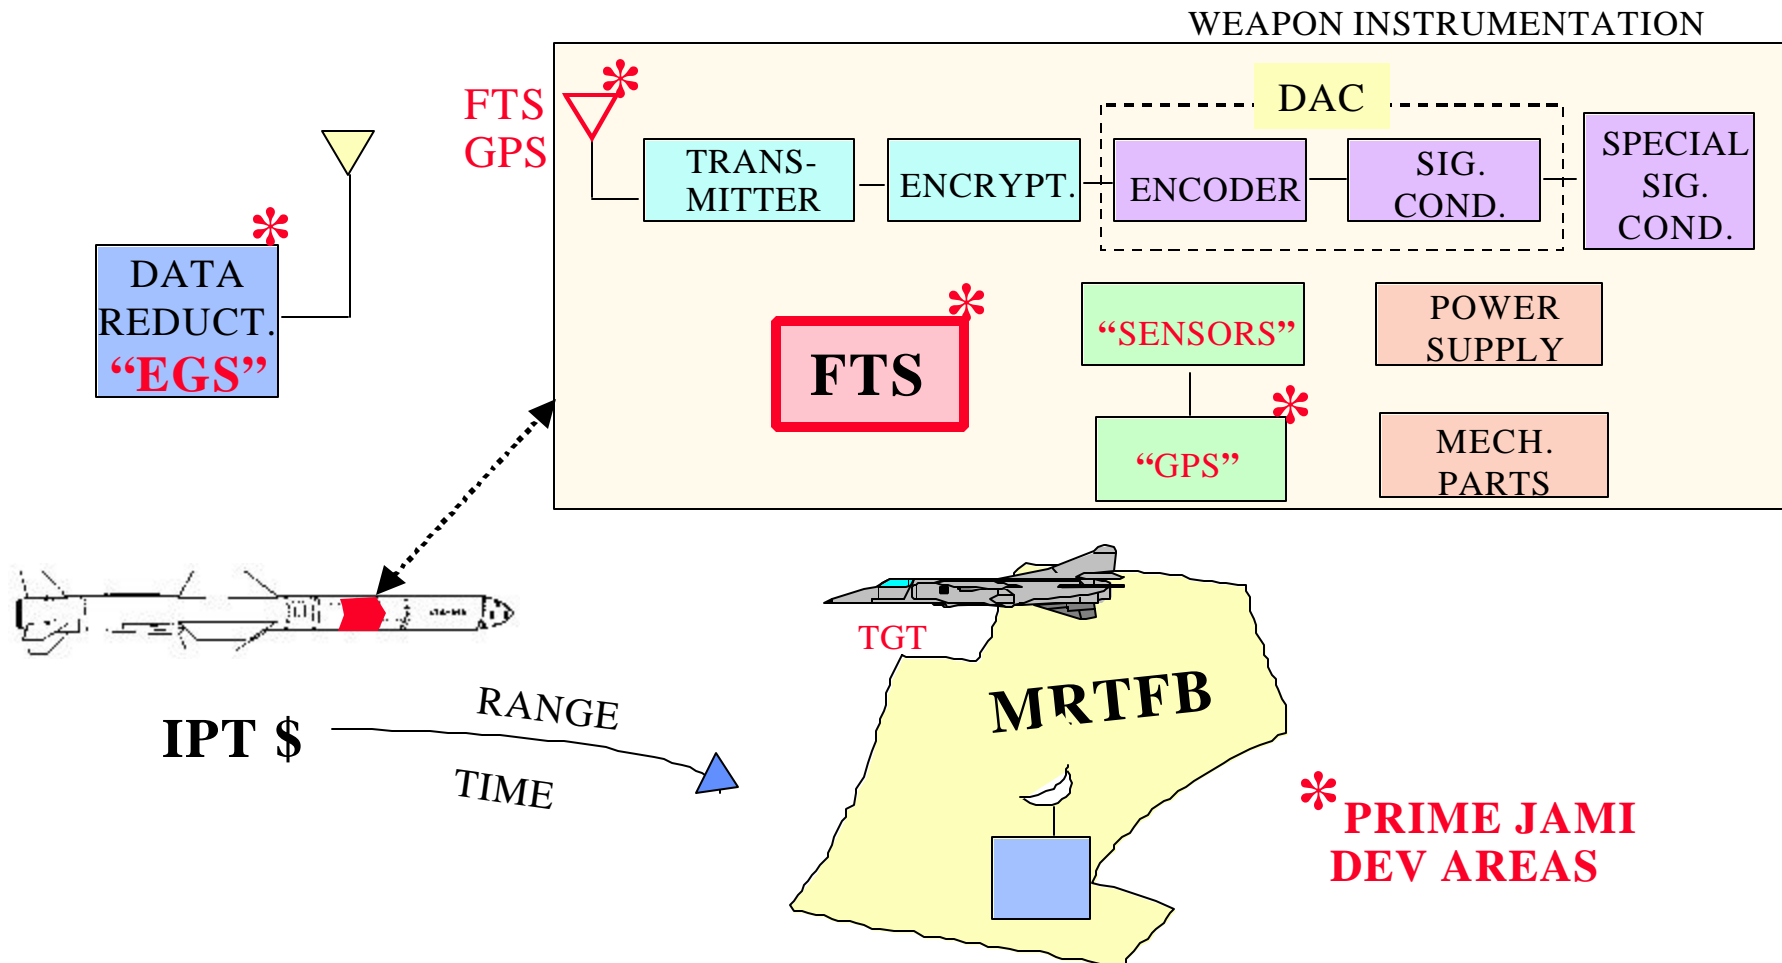 WEAPON INSTRUMENTATION
FTS
GPS
DAC
TRANS-
MITTER
ENCRYPT.
ENCODER
SIG.
COND.
SPECIAL
SIG.
COND.
DATA
REDUCT.
“EGS”
FTS
“SENSORS”
POWER
SUPPLY
“GPS”
MECH.
PARTS
TGT
MRTFB
IPT $
RANGE
TIME
* PRIME JAMI
DEV AREAS